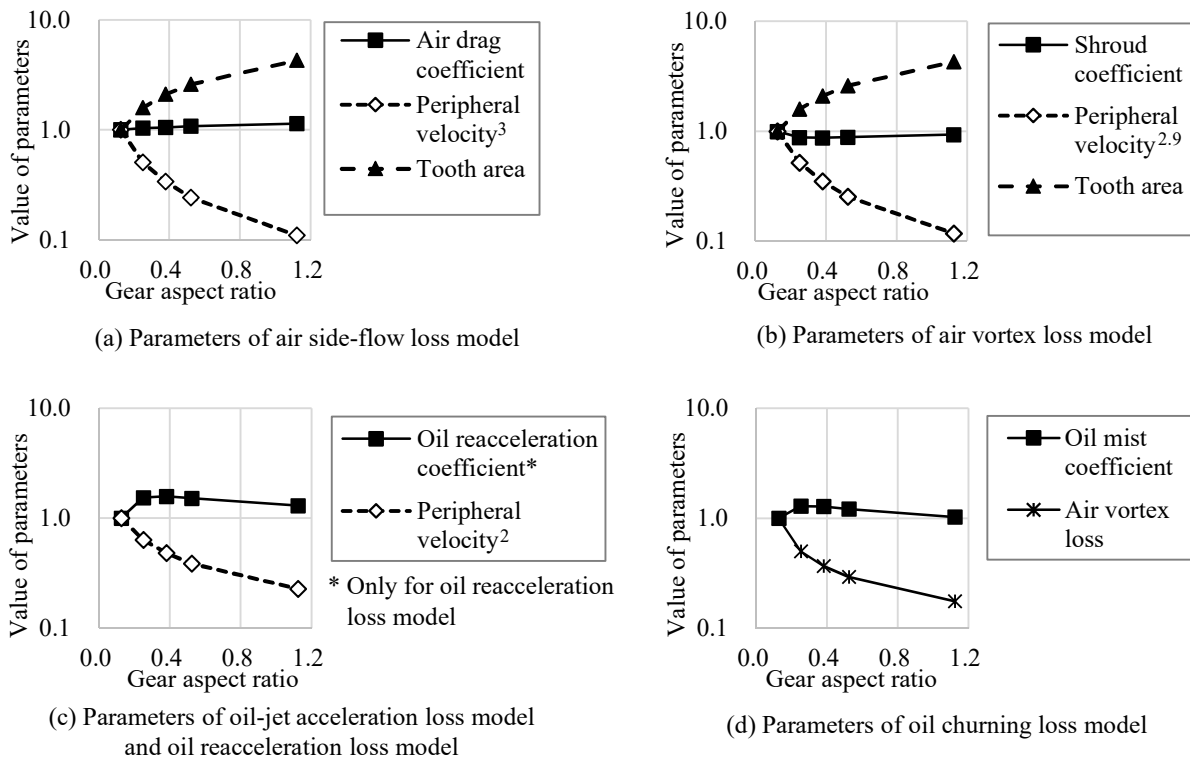 10.0
1.0
0.1
Value of parameters
0.0 0.4 0.8 1.2
Gear aspect ratio
Air drag
coefficient
Peripheral
velocity3
Tooth area
(a) Parameters of air side-flow loss model
10.0
1.0
0.1
Value of parameters
0.0 0.4 0.8 1.2
Gear aspect ratio
Shroud
coefficient
Peripheral
velocity2.9
Tooth area
(b) Parameters of air vortex loss model
10.0
1.0
0.1
Value of parameters
0.0 0.4 0.8 1.2
Gear aspect ratio
Oil reacceleration
coefficient*
Peripheral
velocity2
* Only for oil reacceleration
loss model
(c) Parameters of oil-jet acceleration loss model
and oil reacceleration loss model
10.0
1.0
0.1
Value of parameters
0.0 0.4 0.8 1.2
Gear aspect ratio
Oil mist
coefficient
Air vortex
loss
(d) Parameters of oil churning loss model